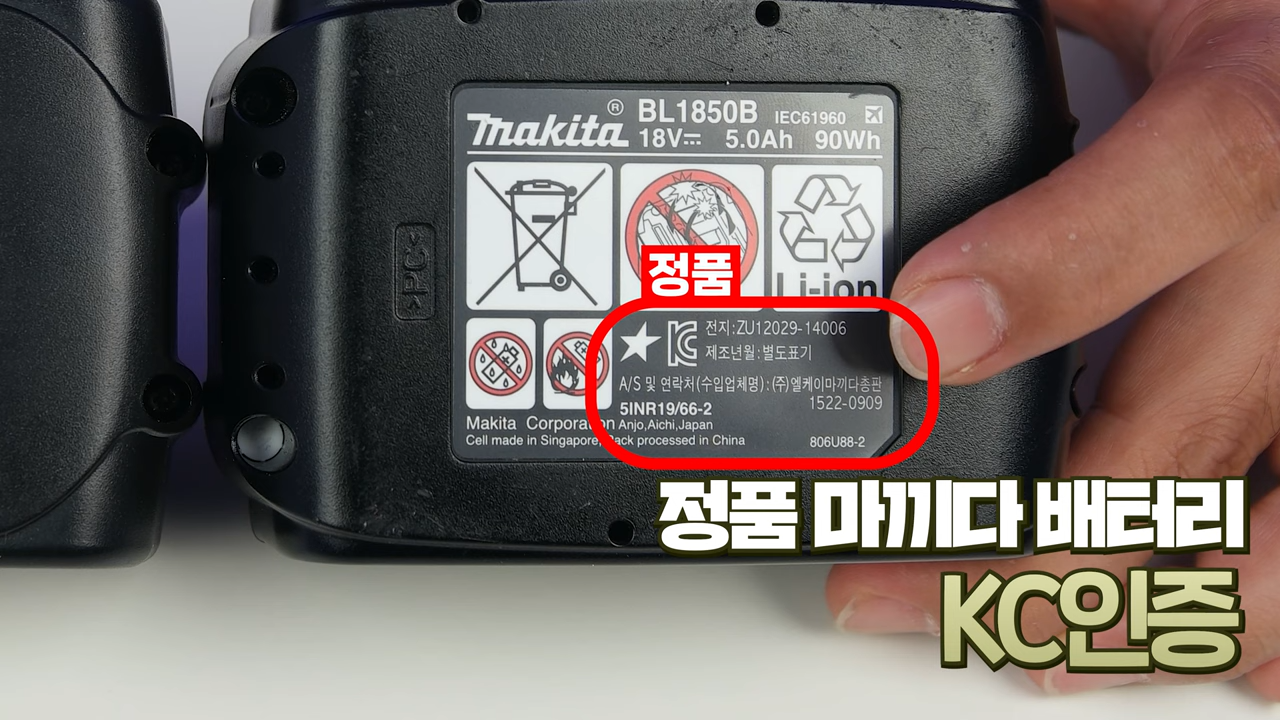 makita® BL1850B IEC61960
18V 5.0Ah 90Wh
Li-ion
>PC<
정품
전지:ZU12029-14006
제조년월:별도표기
A/S 및 연락처(수입업체명):(주)엘케이마끼다총판
1522-0909
5INR19/66-2
Makita Corporation Anjo,Aichi,Japan
Cell made in Singapore, Pack processed in China 806U88-2
정품 마끼다 배터리
KC인증